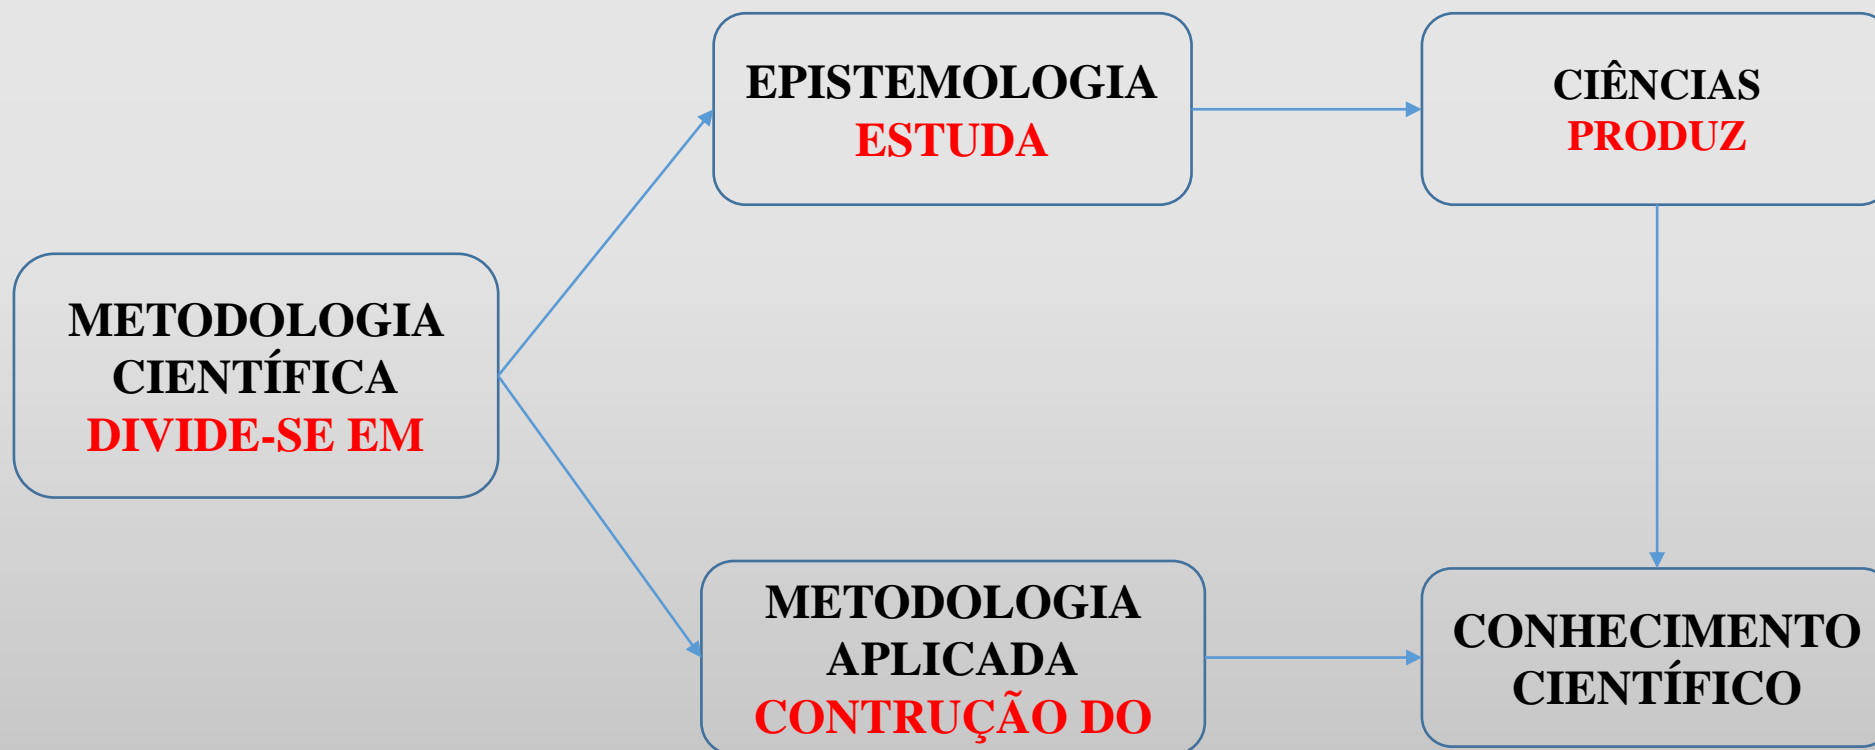 EPISTEMOLOGIA
ESTUDA
CIÊNCIAS
PRODUZ
METODOLOGIA
CIENTÍFICA
DIVIDE-SE EM
METODOLOGIA
APLICADA
CONTRUÇÃO DO
CONHECIMENTO
CIENTÍFICO